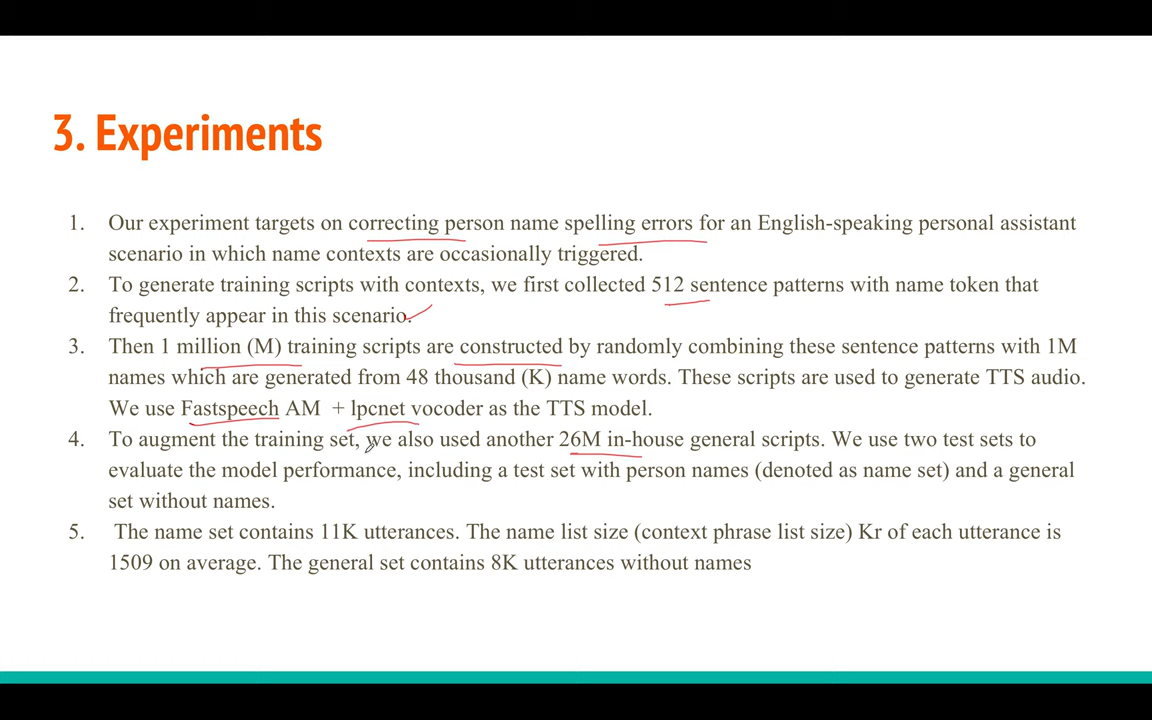 3. Experiments
1. Our experiment targets on correcting person name spelling errors for an English-speaking personal assistant
scenario in which name contexts are occasionally triggered.
2. To generate training scripts with contexts, we first collected 512 sentence patterns with name token that
frequently appear in this scenario.
3. Then 1 million (M) training scripts are constructed by randomly combining these sentence patterns with 1M
names which are generated from 48 thousand (K) name words. These scripts are used to generate TTS audio.
We use Fastspeech AM + lpcnet vocoder as the TTS model.
4. To augment the training set, we also used another 26M in-house general scripts. We use two test sets to
evaluate the model performance, including a test set with person names (denoted as name set) and a general
set without names.
5. The name set contains 11K utterances. The name list size (context phrase list size) Kr of each utterance is
1509 on average. The general set contains 8K utterances without names